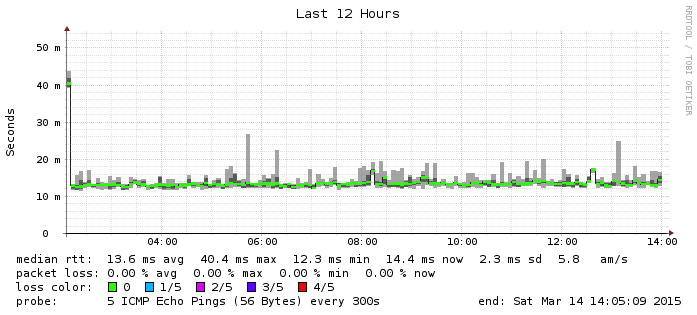 Last 12 Hours
RRDTOOL / TOBI OETIKER
Seconds
50 m
40 m
30 m
20 m
10 m
0
04:00 06:00 08:00 10:00 12:00 14:00
median rtt: 13.6 ms avg 40.4 ms max 12.3 ms min 14.4 ms now 2.3 ms sd 5.8 am/s
packet loss: 0.00 % avg 0.00 % max 0.00 % min 0.00 % now
loss color: 0 1/5 2/5 3/5 4/5
probe: 5 ICMP Echo Pings (56 Bytes) every 300s end: Sat Mar 14 14:05:09 2015